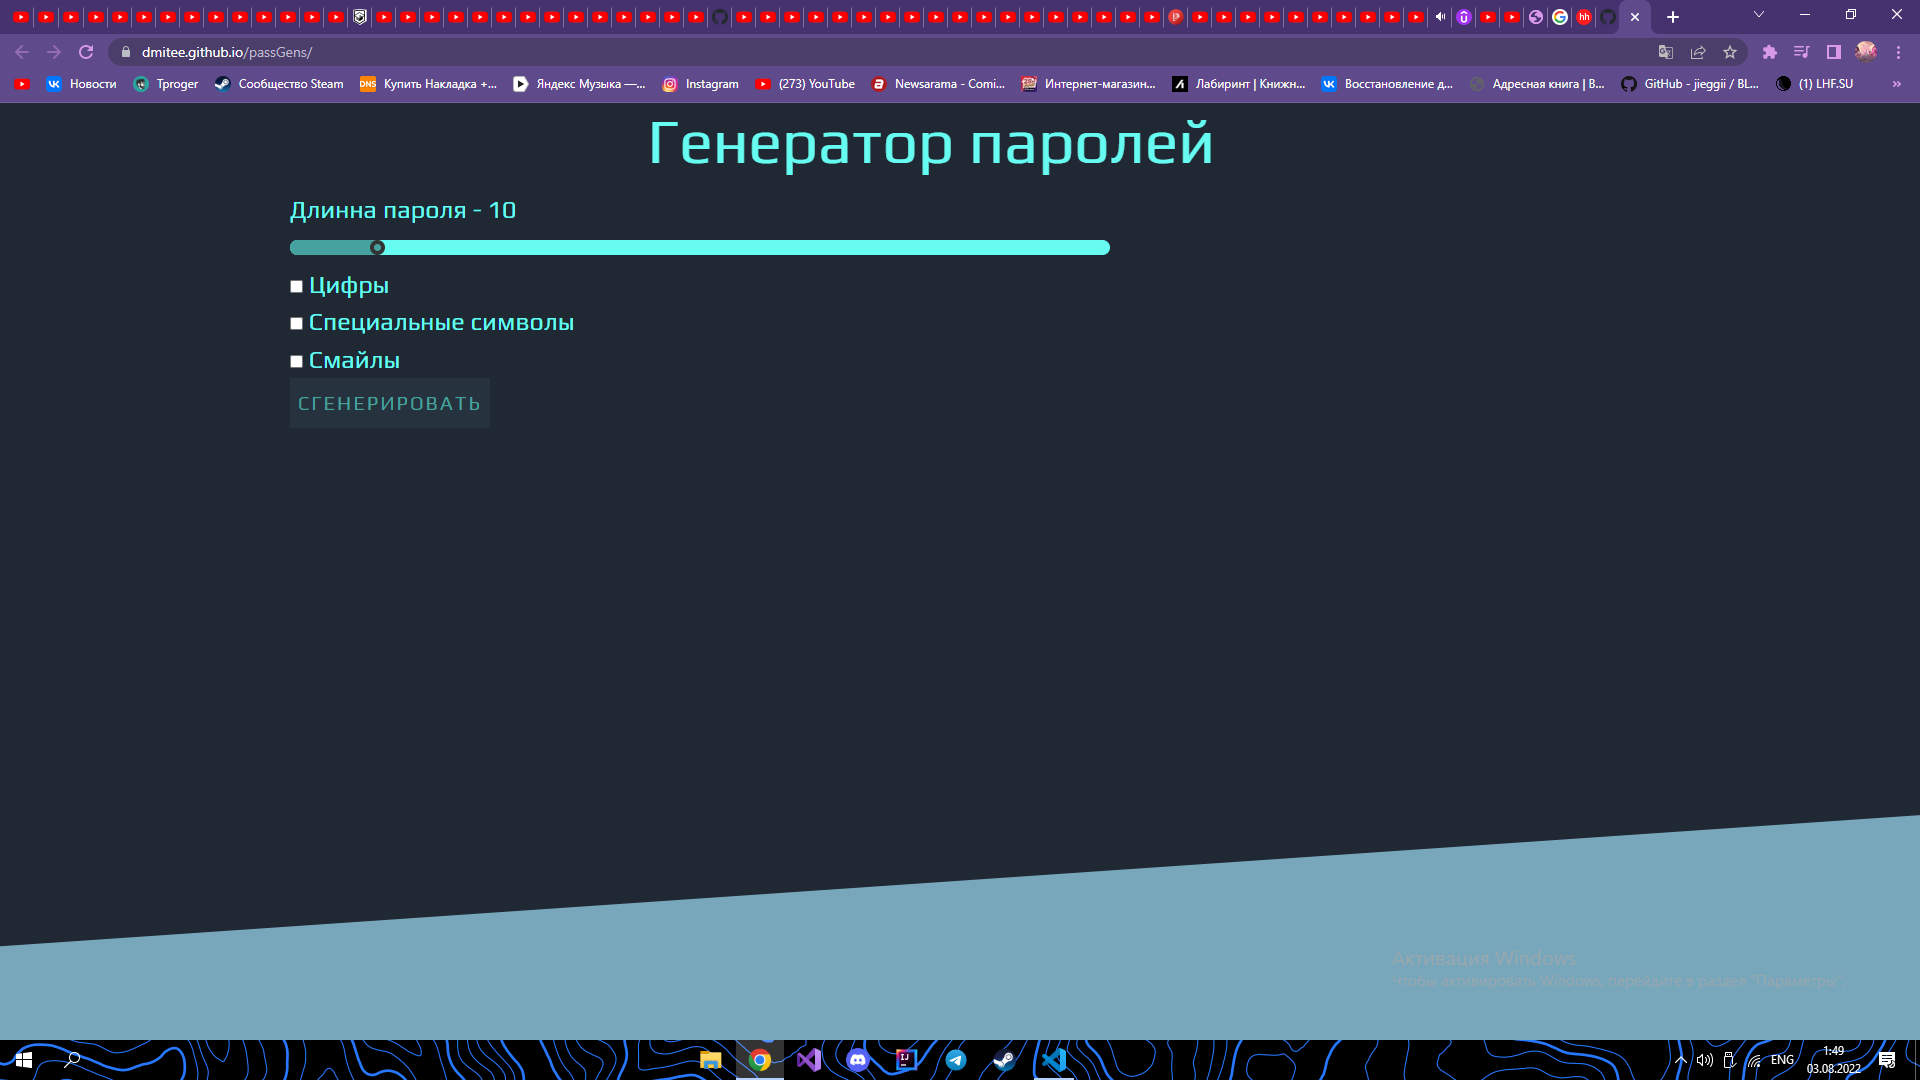 dmitee.github.io/passGens/
Новости
Tproger
Сообщество Steam
DNS Купить Накладка +...
Яндекс Музыка —...
Instagram
(273) YouTube
Newsarama - Comi...
Интернет-магазин...
Лабиринт | Книжн...
Восстановление д...
Адресная книга | В...
GitHub - jieggii / BL...
(1) LHF.SU
Генератор паролей
Длинна пароля - 10
Цифры
Специальные символы
Смайлы
СГЕНЕРИРОВАТЬ
Активация Windows
Чтобы активировать Windows, перейдите в раздел "Параметры".
ENG
1:49
03.08.2022